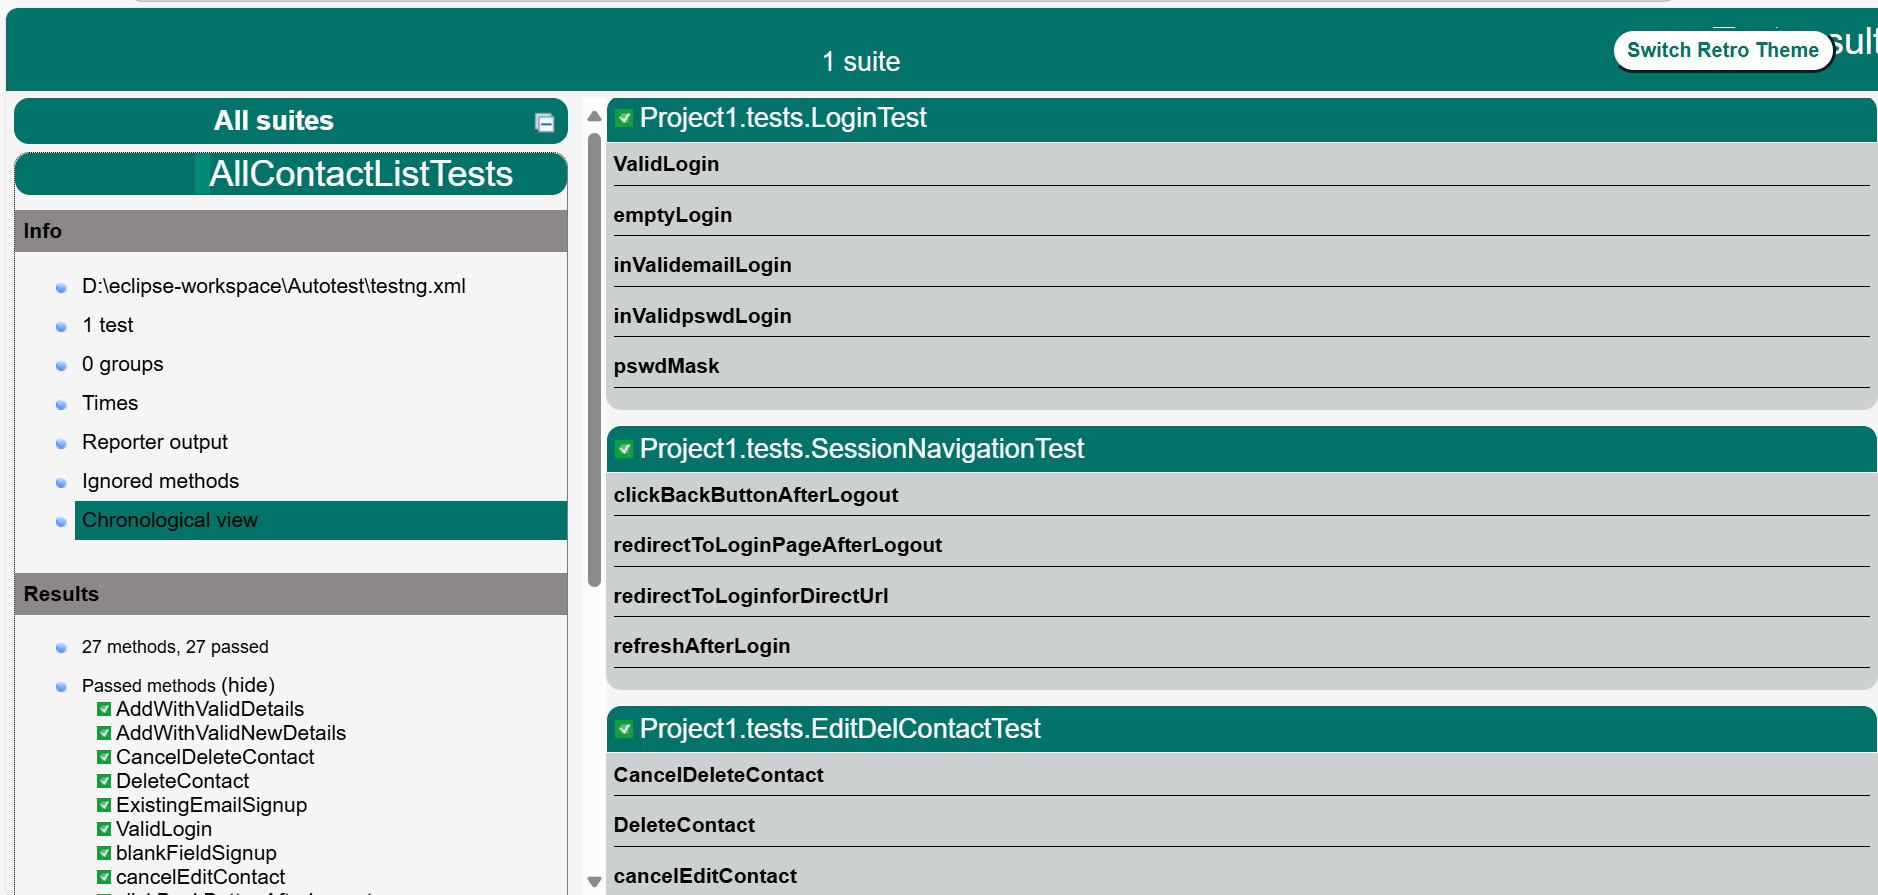 1 suite
Switch Retro Theme
All suites
AllContactListTests
Info
D:\eclipse-workspace\Autotest\testng.xml
1 test
0 groups
Times
Reporter output
Ignored methods
Chronological view
Results
27 methods, 27 passed
Passed methods (hide)
AddWithValidDetails
AddWithValidNewDetails
CancelDeleteContact
DeleteContact
ExistingEmailSignup
ValidLogin
blankFieldSignup
cancelEditContact
Project1.tests.LoginTest
ValidLogin
emptyLogin
inValidemailLogin
inValidpswdLogin
pswdMask
Project1.tests.SessionNavigationTest
clickBackButtonAfterLogout
redirectToLoginPageAfterLogout
redirectToLoginforDirectUrl
refreshAfterLogin
Project1.tests.EditDelContactTest
CancelDeleteContact
DeleteContact
cancelEditContact